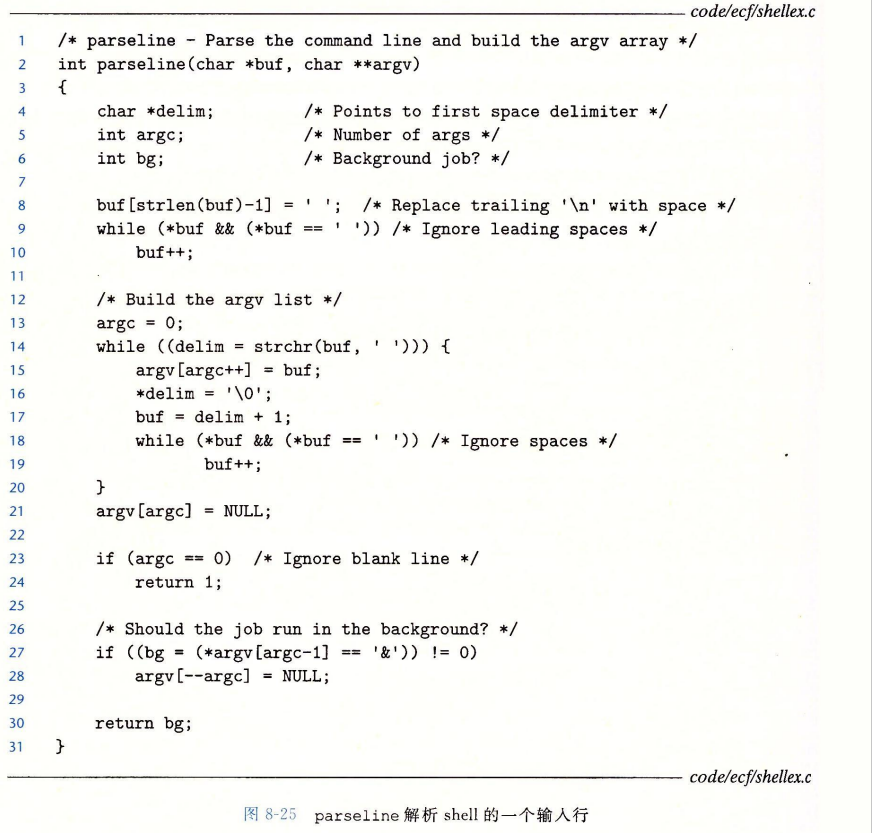 code/ecf/shellex.c
1 /* parseline - Parse the command line and build the argv array */
2 int parseline(char *buf, char **argv)
3 {
4     char *delim;         /* Points to first space delimiter */
5     int argc;            /* Number of args */
6     int bg;              /* Background job? */
7
8     buf[strlen(buf)-1] = ' ';  /* Replace trailing '\n' with space */
9     while (*buf && (*buf == ' ')) /* Ignore leading spaces */
10         buf++;
11
12     /* Build the argv list */
13     argc = 0;
14     while ((delim = strchr(buf, ' '))) {
15         argv[argc++] = buf;
16         *delim = '\0';
17         buf = delim + 1;
18         while (*buf && (*buf == ' ')) /* Ignore spaces */
19                buf++;
20     }
21     argv[argc] = NULL;
22
23     if (argc == 0)  /* Ignore blank line */
24         return 1;
25
26     /* Should the job run in the background? */
27     if ((bg = (*argv[argc-1] == '&')) != 0)
28         argv[--argc] = NULL;
29
30     return bg;
31 }
code/ecf/shellex.c
图 8-25 parseline 解析 shell 的一个输入行